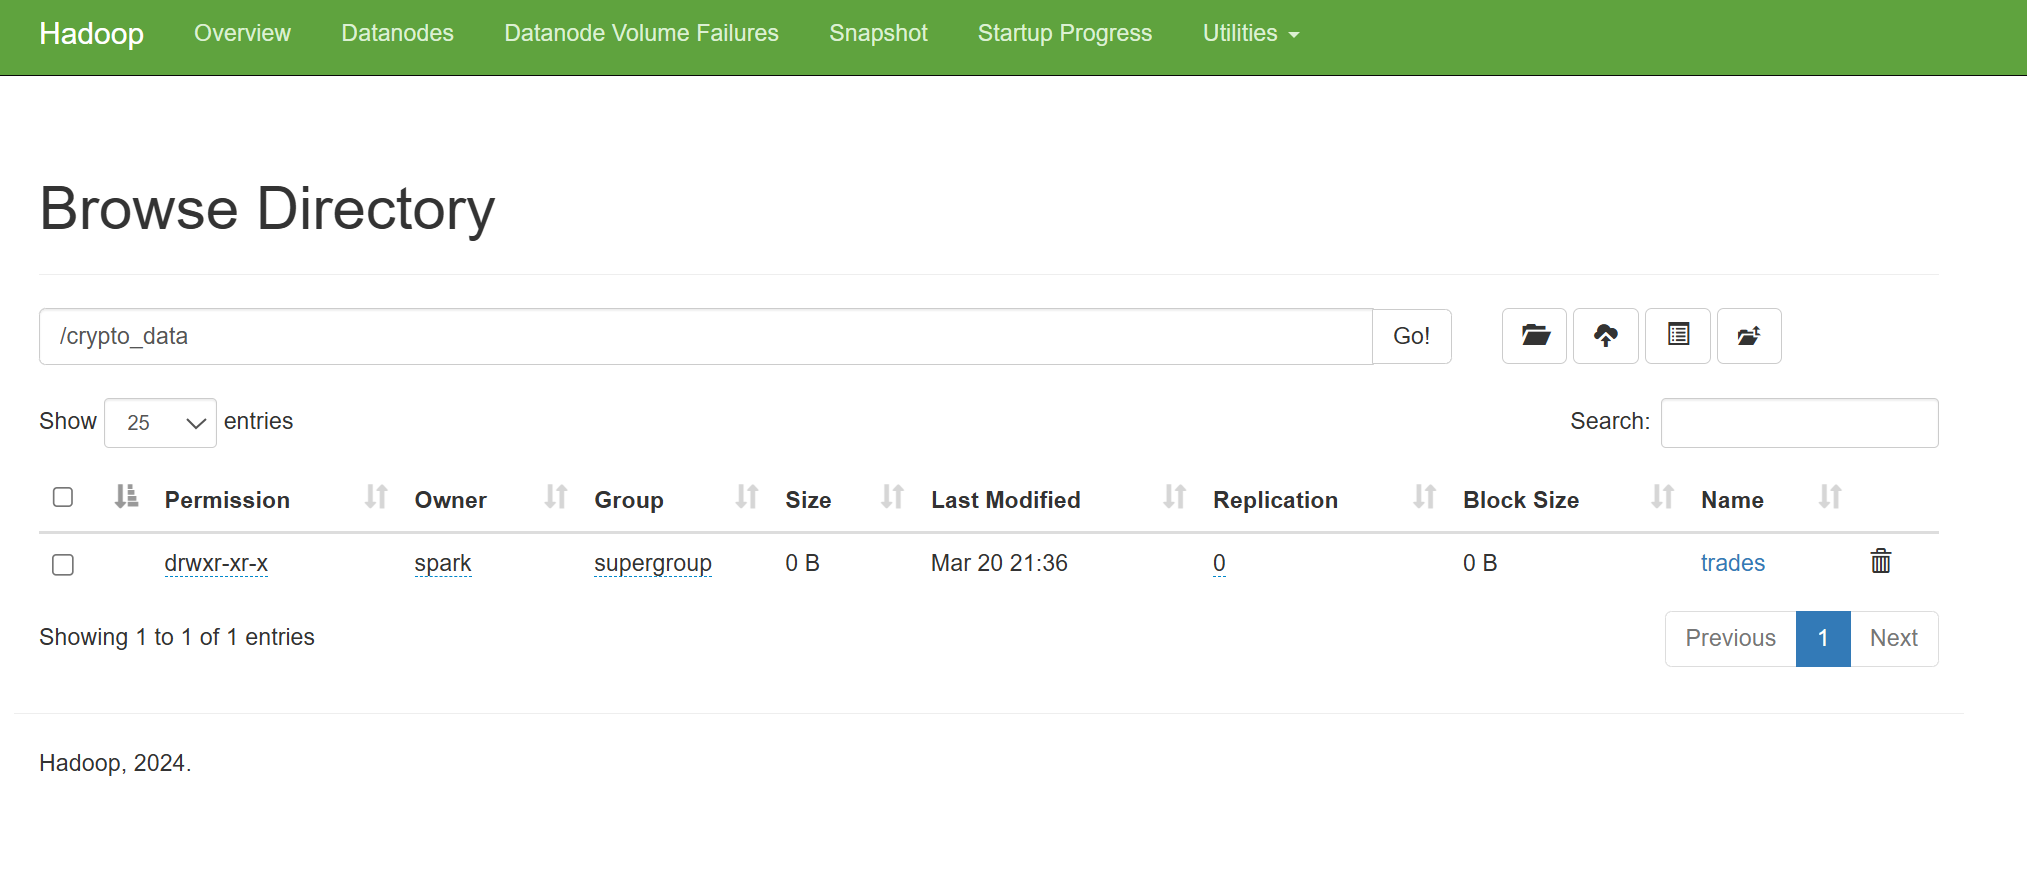 Hadoop Overview Datanodes Datanode Volume Failures Snapshot Startup Progress Utilities
Browse Directory
/crypto_data Go!
Show 25 entries Search:
Permission Owner Group Size Last Modified Replication Block Size Name
drwxr-xr-x spark supergroup 0 B Mar 20 21:36 0 0 B trades
Showing 1 to 1 of 1 entries Previous 1 Next
Hadoop, 2024.